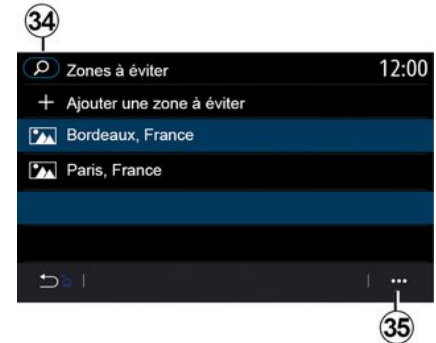 34
Zones à éviter 12:00
Ajouter une zone à éviter
Bordeaux, France
Paris, France
35